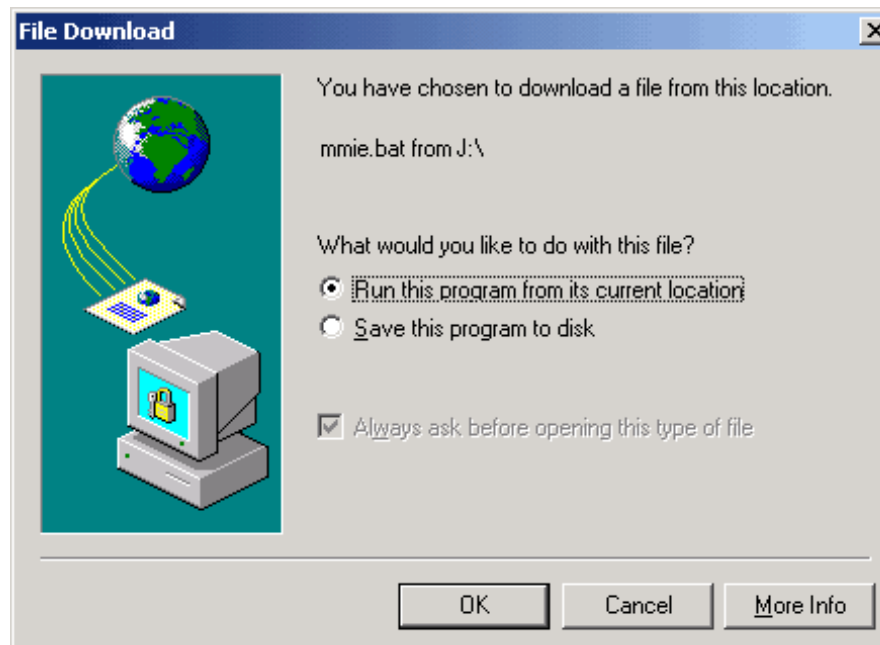 File Download
You have chosen to download a file from this location.
mmie.bat from J:\
What would you like to do with this file?
Run this program from its current location
Save this program to disk
Always ask before opening this type of file
OK
Cancel
More Info